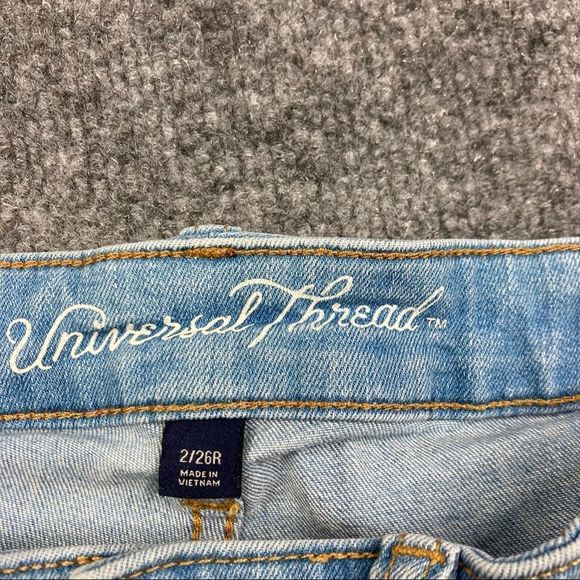 Universal Thread™
2/26R
MADE IN
VIETNAM